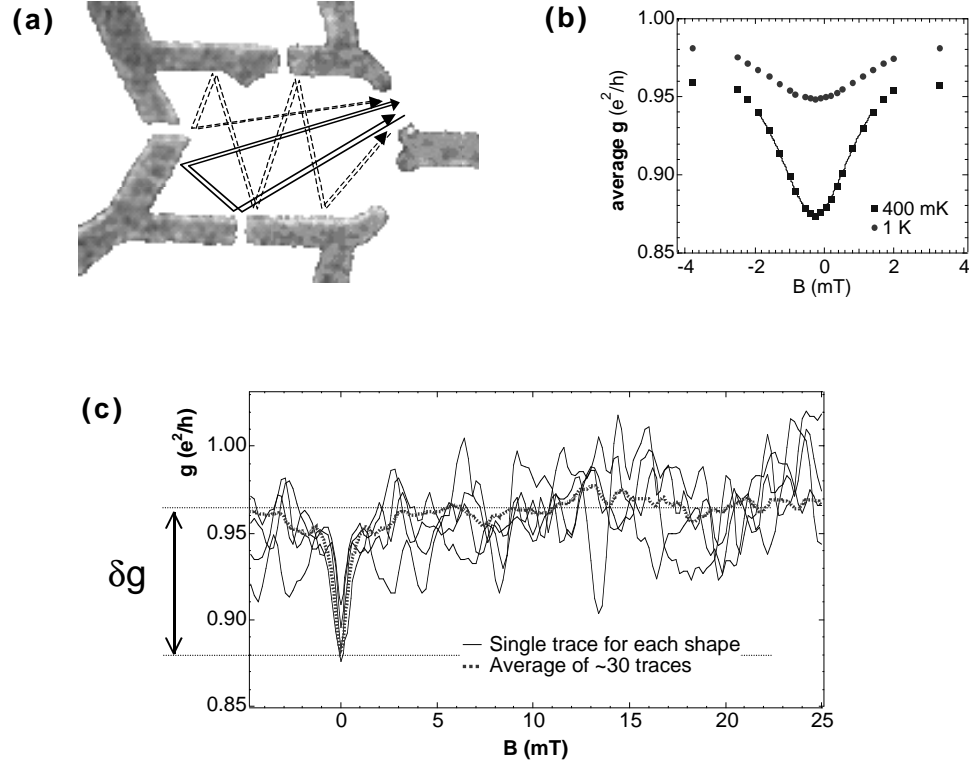 (a)
(b)
1.00
0.95
0.90
0.85
average g (e²/h)
400 mK
1 K
-4
-2
0
2
4
B (mT)
(c)
g (e²/h)
1.00
0.95
0.90
0.85
δg
Single trace for each shape
Average of ~30 traces
0
5
10
15
20
25
B (mT)